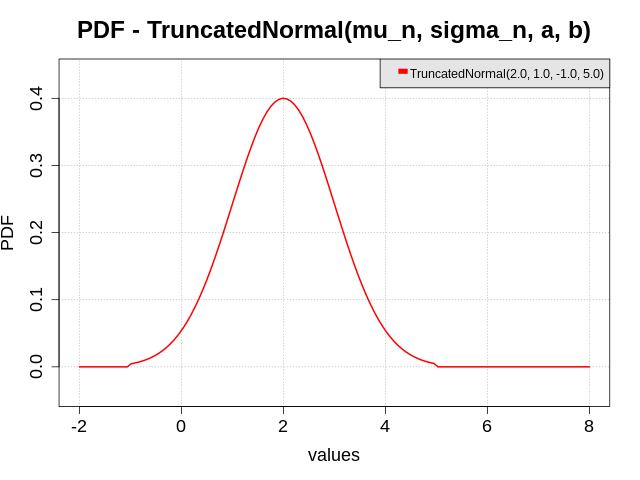 PDF - TruncatedNormal(mu_n, sigma_n, a, b)
TruncatedNormal(2.0, 1.0, -1.0, 5.0)
PDF
0.4
0.3
0.2
0.1
0.0
-2 0 2 4 6 8
values